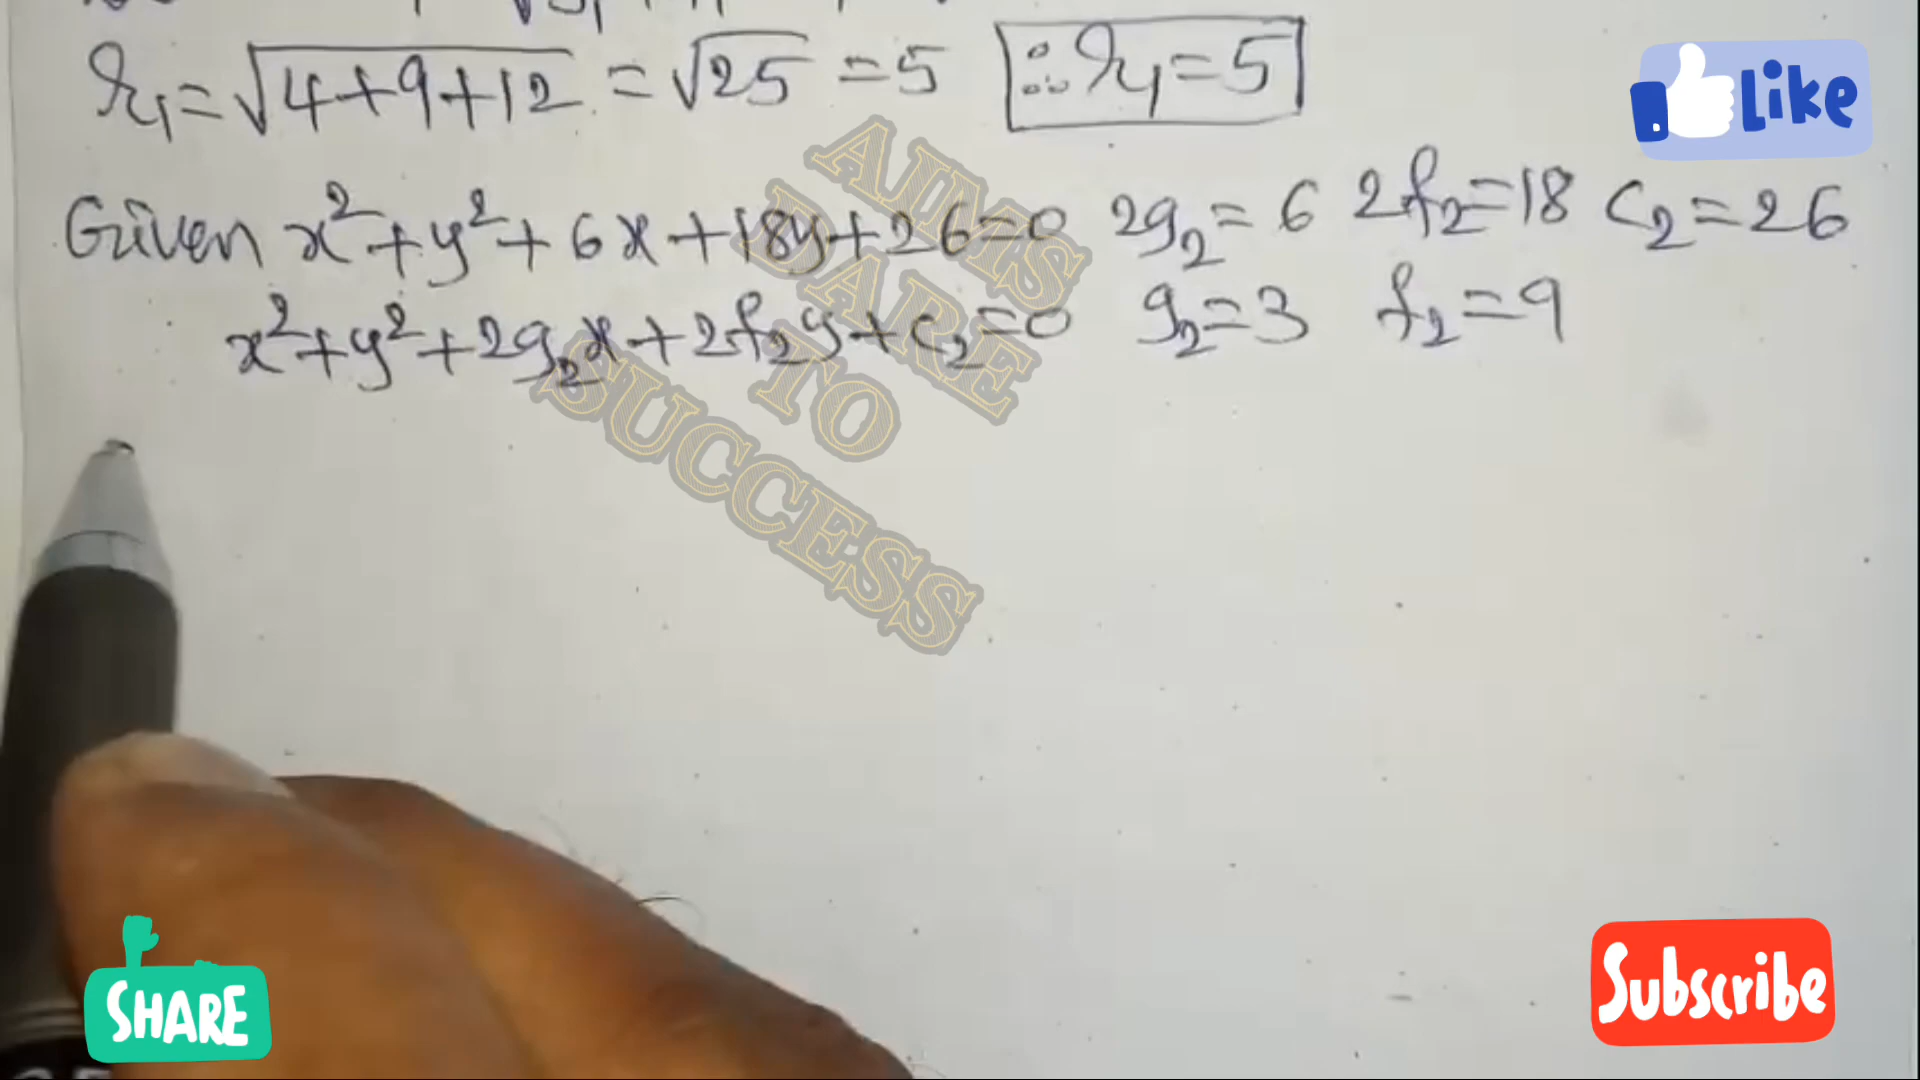 r₁ = √4+9+12 = √25 = 5 ∴ r₁ = 5
Like
Given x² + y² + 6x + 18y + 26 = 0 2g₂ = 6 2f₂ = 18 c₂ = 26
x² + y² + 2g₂x + 2f₂y + c₂ = 0 g₂ = 3 f₂ = 9
AIMS
DARE
TO
SUCCESS
SHARE
Subscribe